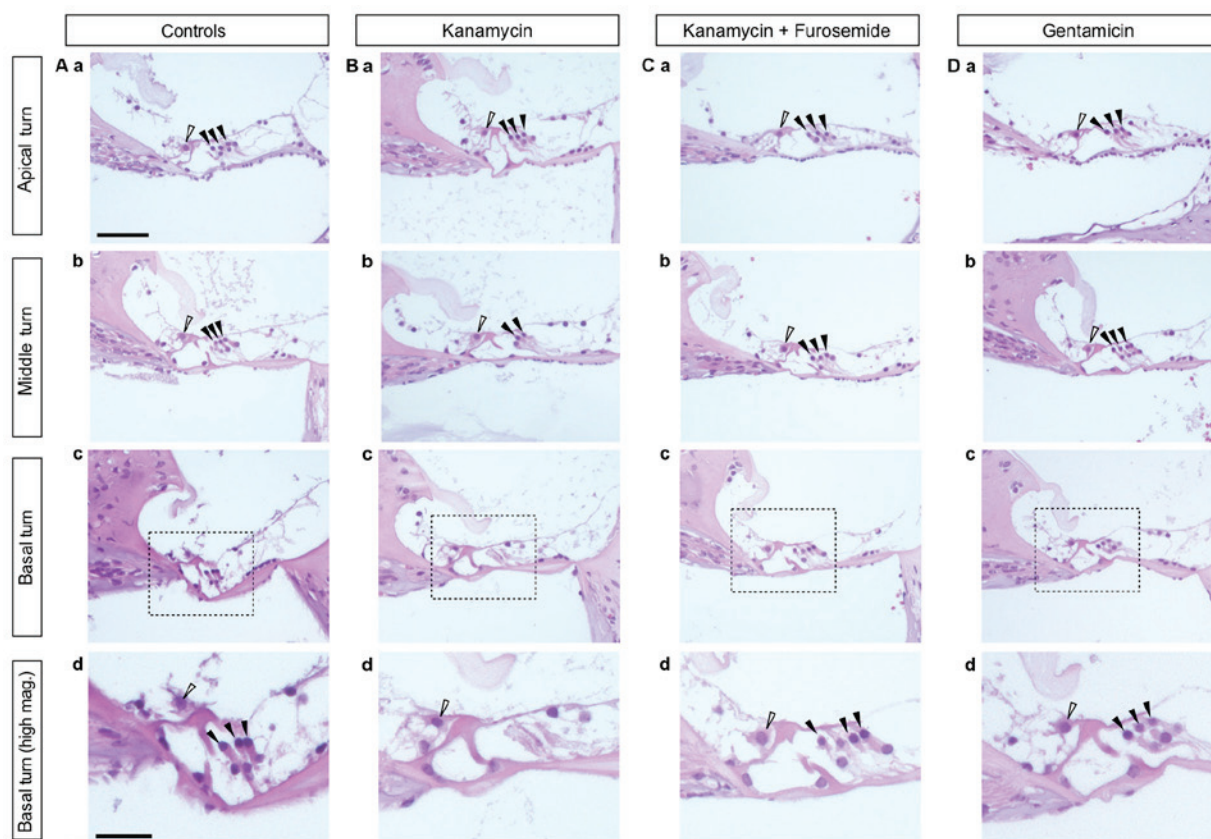 Controls
Kanamycin
Kanamycin + Furosemide
Gentamicin
Apical turn
A a
B a
C a
D a
Middle turn
b
b
b
b
Basal turn
c
c
c
c
Basal turn (high mag.)
d
d
d
d